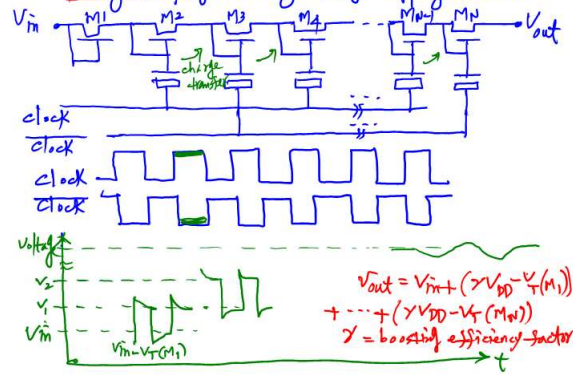 Vin M1 M2 M3 M4 MN-1 MN Vout
charge
transfer
clock
clock
clock
clock
voltage
V2
V1
Vin
Vin-VT(M1)
t
Vout = Vin + (γVDD - VT(M1))
+ ··· + (γVDD - VT(MN))
γ = boosting efficiency factor